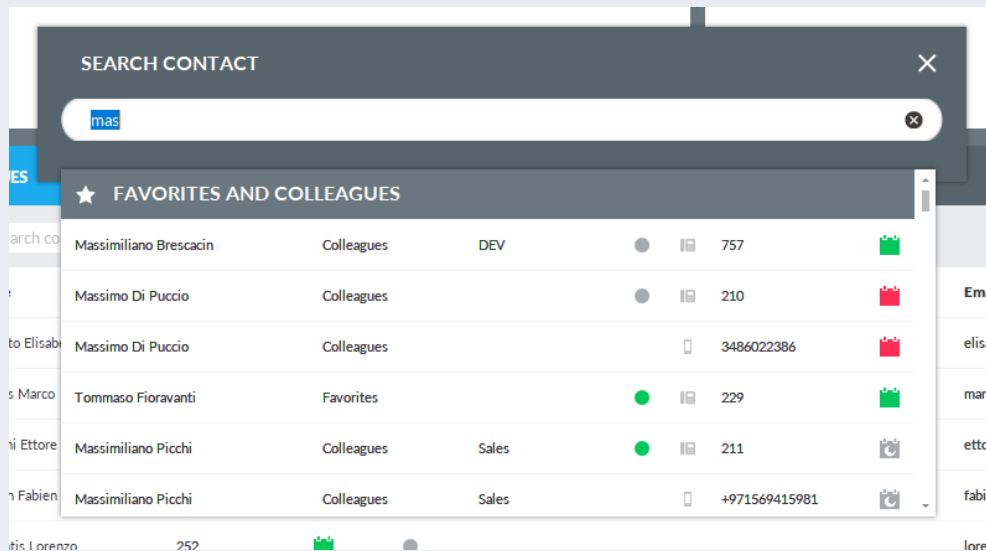 SEARCH CONTACT
mas
FAVORITES AND COLLEAGUES
Massimiliano Brescacin Colleagues DEV 757
Massimo Di Puccio Colleagues 210
Massimo Di Puccio Colleagues 3486022386
Tommaso Fioravanti Favorites 229
Massimiliano Picchi Colleagues Sales 211
Massimiliano Picchi Colleagues Sales +971569415981
ES
arch co
e Em
to Elisabe elis
s Marco mar
ni Ettore etto
n Fabien fabi
tis Lorenzo 252 lore